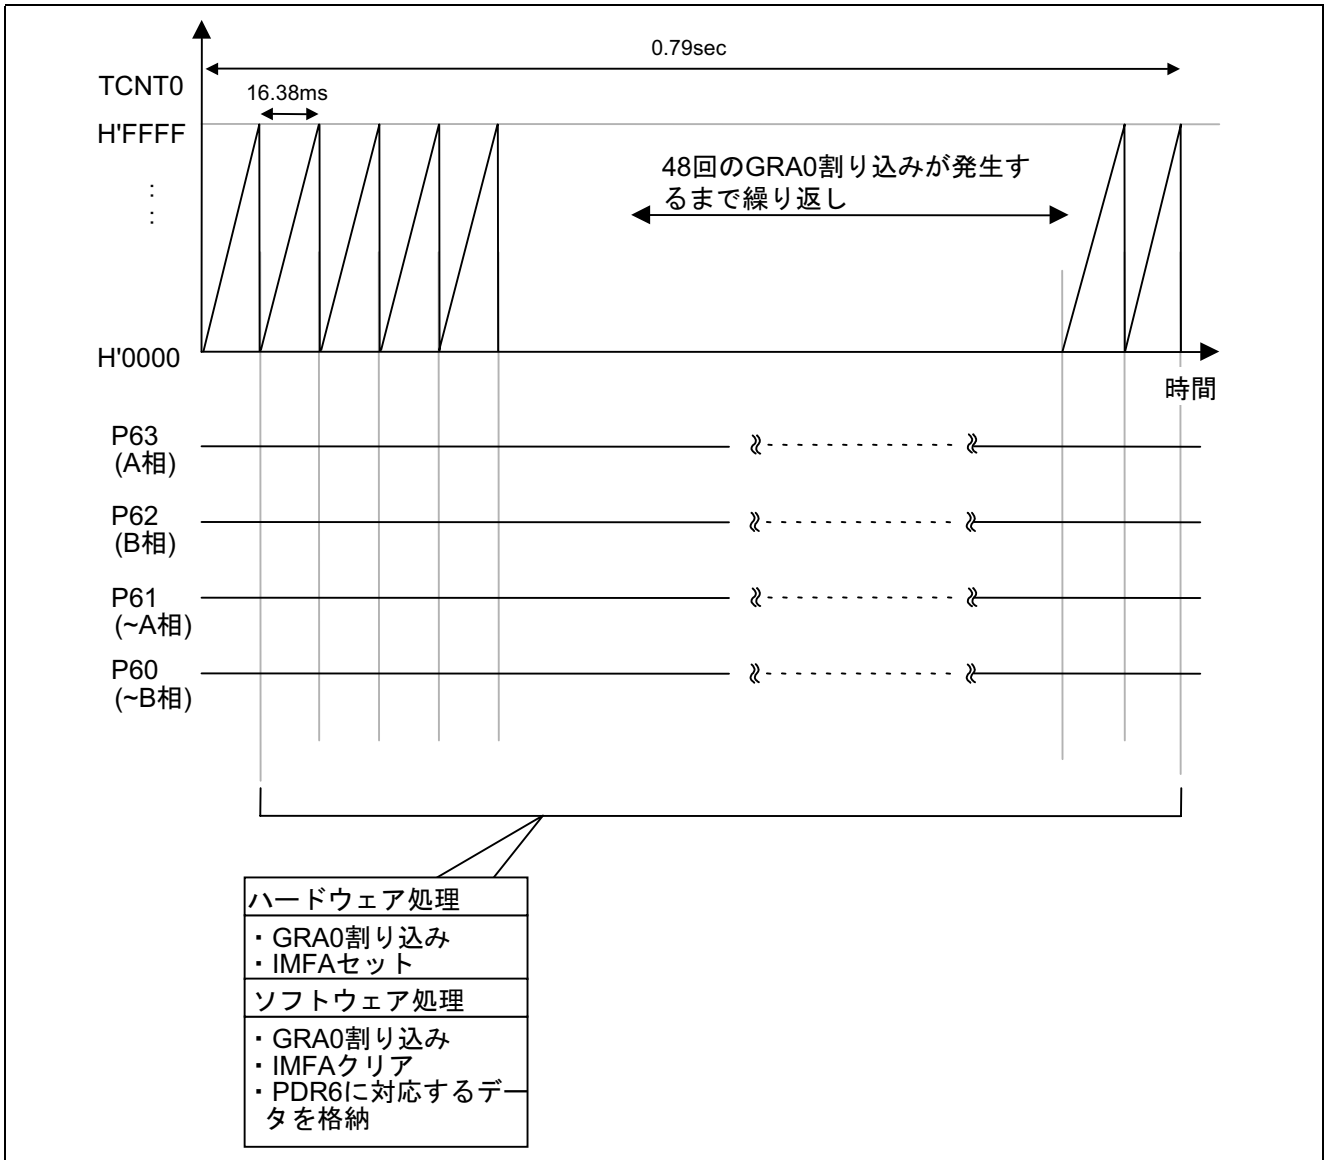 0.79sec
TCNT0
16.38ms
H'FFFF
48回のGRA0割り込みが発生す
るまで繰り返し
:
:
H'0000
時間
P63
(A相)
P62
(B相)
P61
(~A相)
P60
(~B相)
ハードウェア処理
・GRA0割り込み
・IMFAセット
ソフトウェア処理
・GRA0割り込み
・IMFAクリア
・PDR6に対応するデー
タを格納